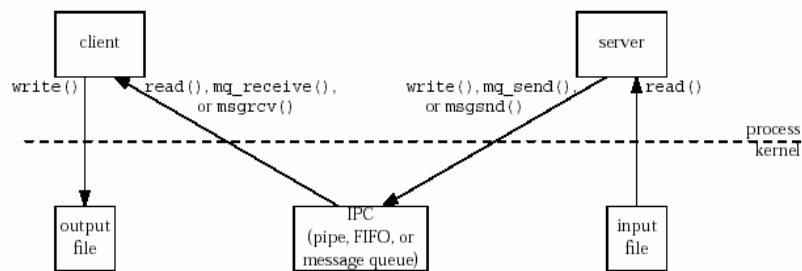 client
server
write()
read(), mq_receive(),
or msgrcv()
write(), mq_send(),
or msgsnd()
read()
process
kernel
output
file
IPC
(pipe, FIFO, or
message queue)
input
file